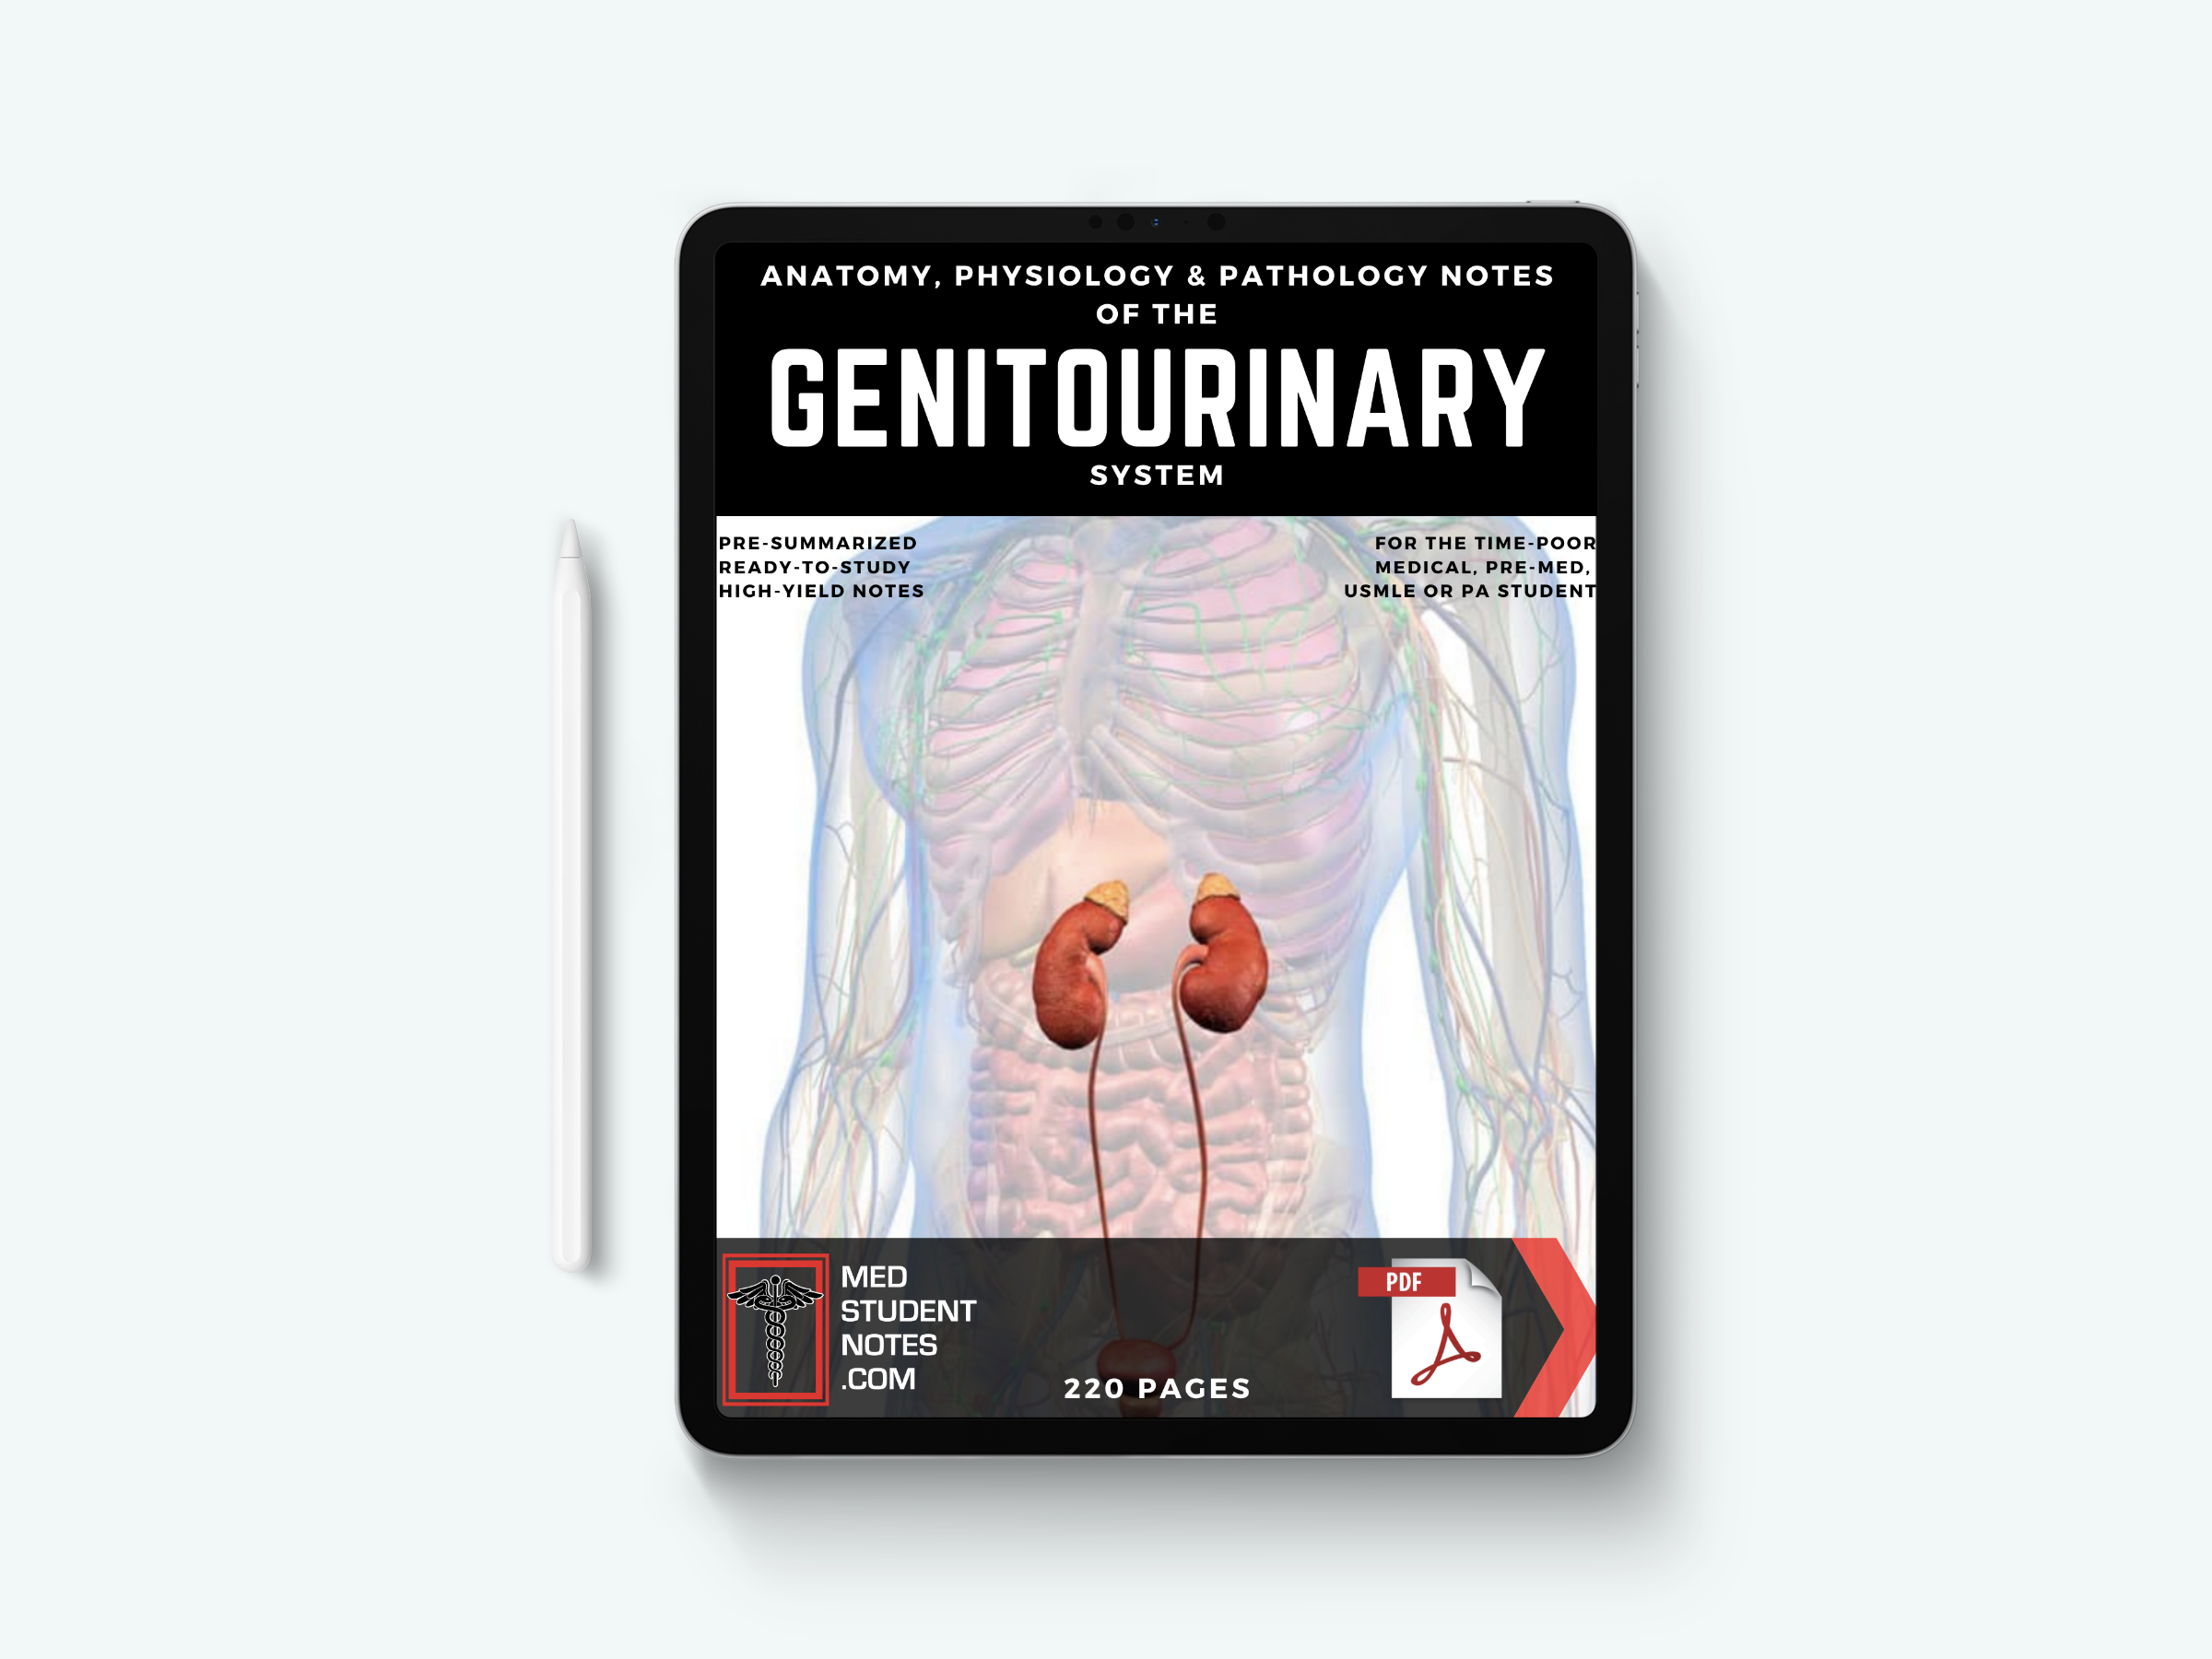 ANATOMY, PHYSIOLOGY & PATHOLOGY NOTES
OF THE
GENITOURINARY
SYSTEM
PRE-SUMMARIZED
READY-TO-STUDY
HIGH-YIELD NOTES
FOR THE TIME-POOR
MEDICAL, PRE-MED,
USMLE OR PA STUDENT
MED
STUDENT
NOTES
.COM
220 PAGES
PDF